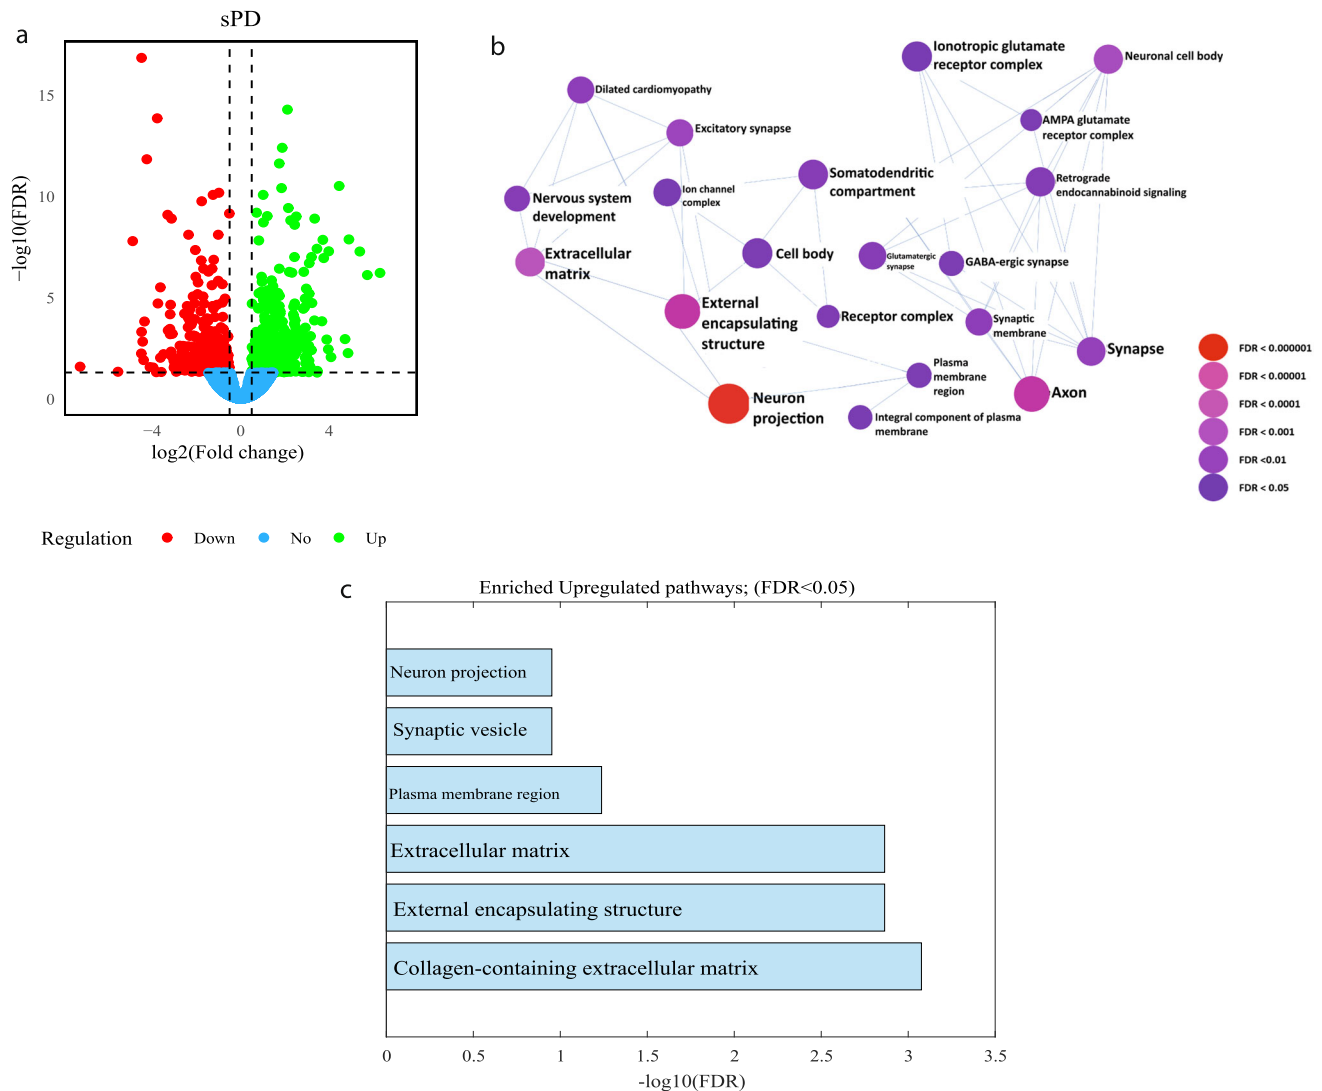 a
sPD
−log10(FDR)
15
10
5
0
−4
0
4
log2(Fold change)
Regulation
Down
No
Up
b
Ionotropic glutamate
receptor complex
Neuronal cell body
Dilated cardiomyopathy
Excitatory synapse
AMPA glutamate
receptor complex
Somatodendritic
compartment
Retrograde
endocannabinoid signaling
Nervous system
development
Ion channel
complex
Extracellular
matrix
Cell body
Glutamatergic
synapse
GABA-ergic synapse
External
encapsulating
structure
Receptor complex
Synaptic
membrane
Synapse
Plasma
membrane
region
Neuron
projection
Axon
Integral component of plasma
membrane
FDR < 0.000001
FDR < 0.00001
FDR < 0.0001
FDR < 0.001
FDR <0.01
FDR < 0.05
c
Enriched Upregulated pathways; (FDR<0.05)
Neuron projection
Synaptic vesicle
Plasma membrane region
Extracellular matrix
External encapsulating structure
Collagen-containing extracellular matrix
0
0.5
1
1.5
2
2.5
3
3.5
-log10(FDR)